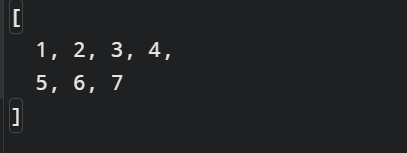 [
  1, 2, 3, 4,
  5, 6, 7
]